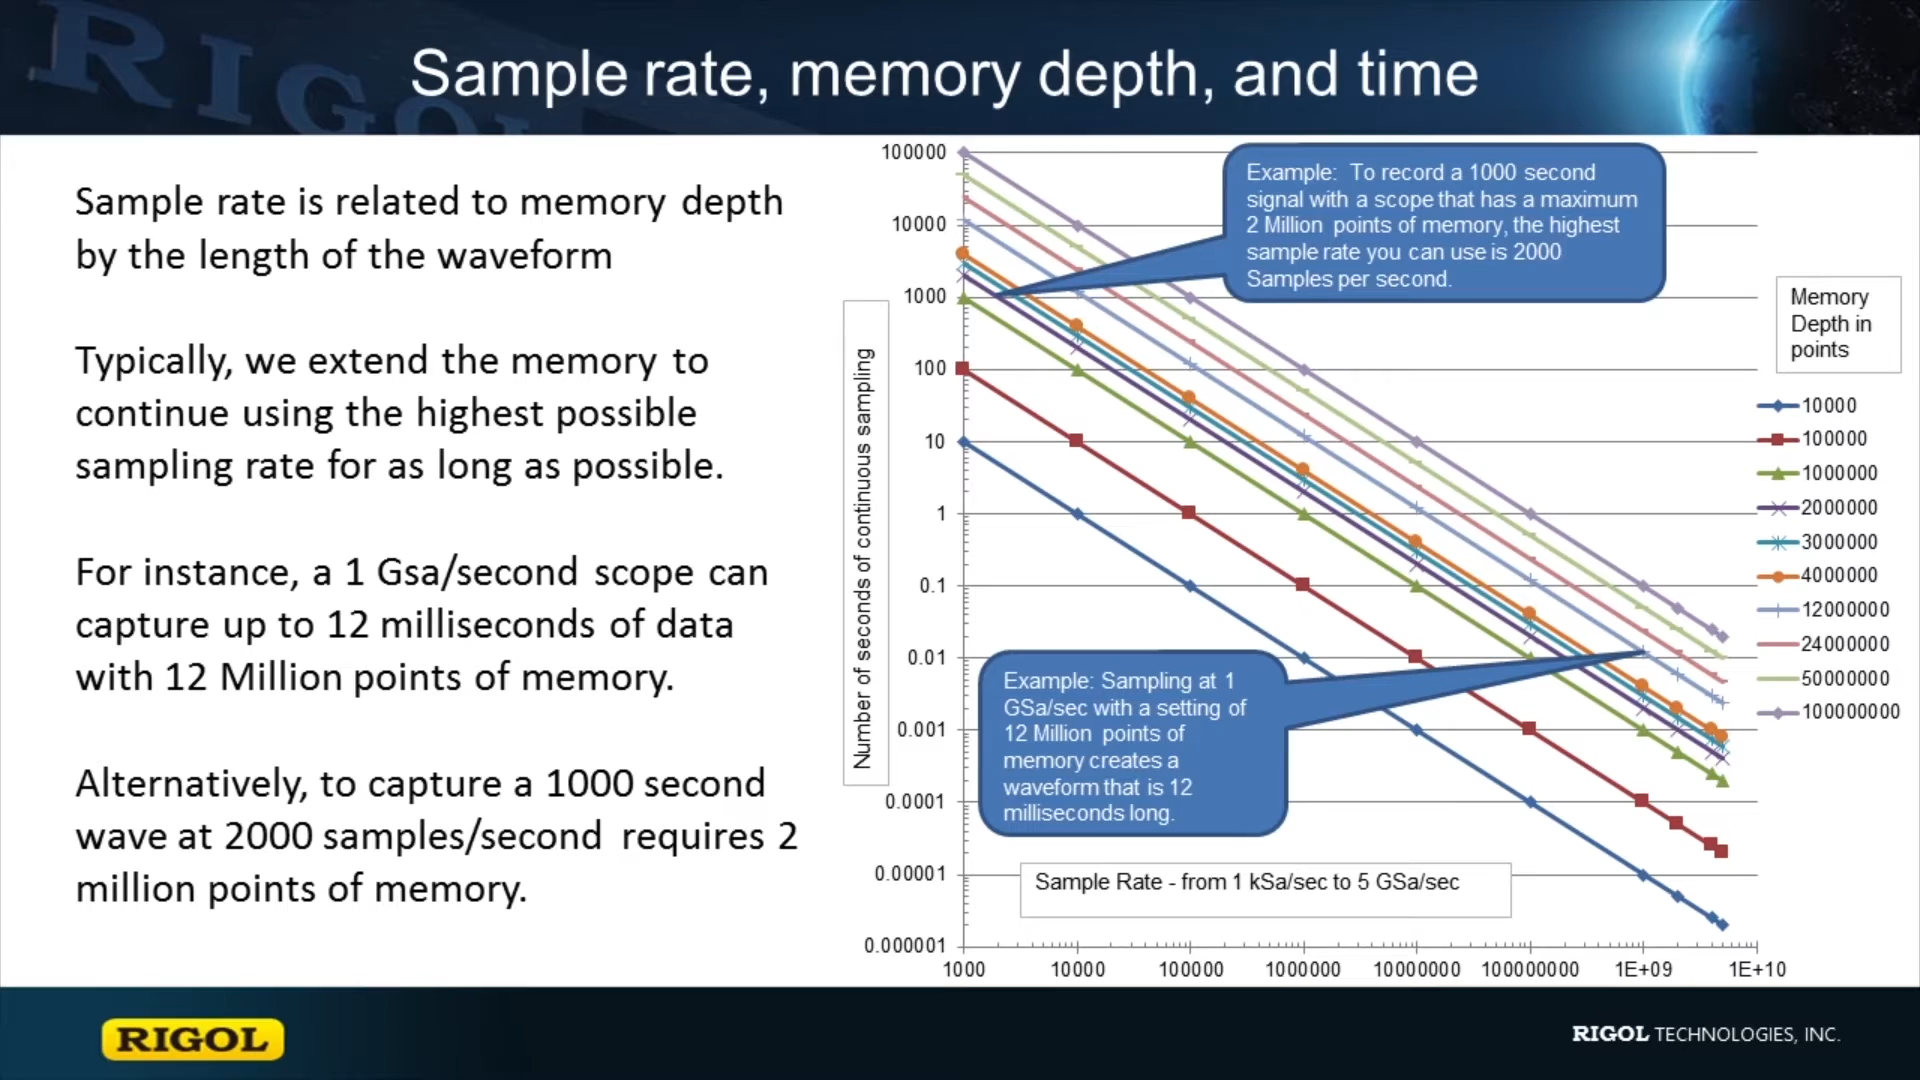 RIGOL
Sample rate, memory depth, and time
Sample rate is related to memory depth
by the length of the waveform
Typically, we extend the memory to
continue using the highest possible
sampling rate for as long as possible.
For instance, a 1 Gsa/second scope can
capture up to 12 milliseconds of data
with 12 Million points of memory.
Alternatively, to capture a 1000 second
wave at 2000 samples/second requires 2
million points of memory.
Number of seconds of continuous sampling
100000
10000
1000
100
10
1
0.1
0.01
0.001
0.0001
0.00001
0.000001
Example: To record a 1000 second
signal with a scope that has a maximum
2 Million points of memory, the highest
sample rate you can use is 2000
Samples per second.
Example: Sampling at 1
GSa/sec with a setting of
12 Million points of
memory creates a
waveform that is 12
milliseconds long.
Sample Rate - from 1 kSa/sec to 5 GSa/sec
1000 10000 100000 1000000 10000000 100000000 1E+09 1E+10
Memory
Depth in
points
10000
100000
1000000
2000000
3000000
4000000
12000000
24000000
50000000
100000000
RIGOL
RIGOL TECHNOLOGIES, INC.